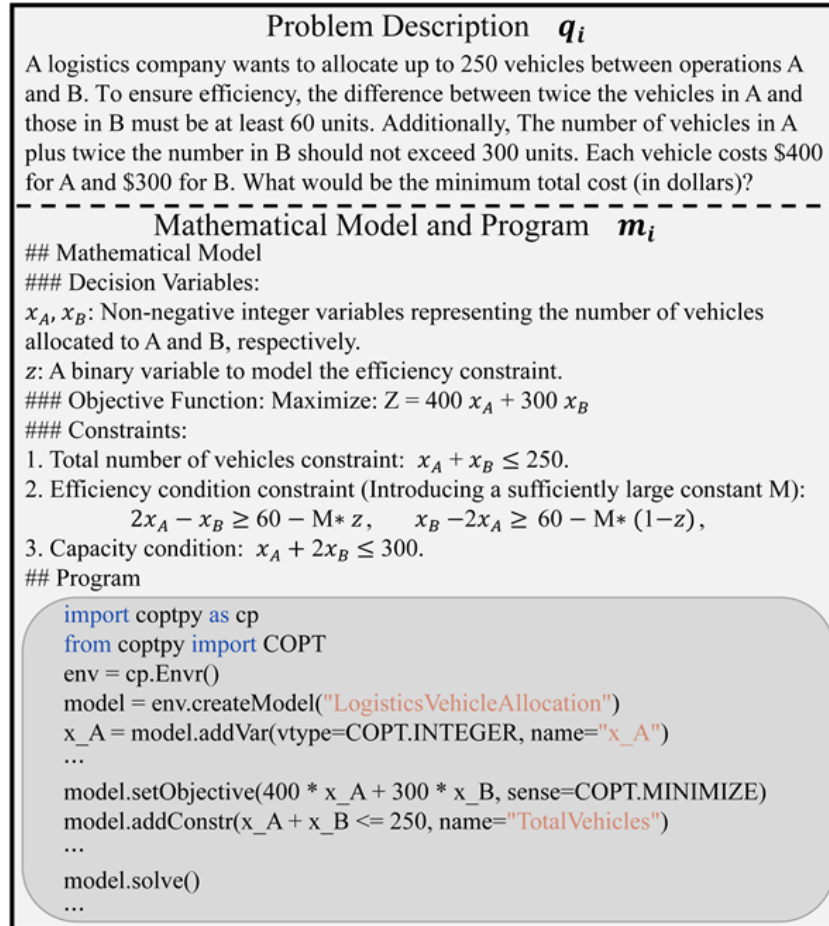 Problem Description q_i
A logistics company wants to allocate up to 250 vehicles between operations A
and B. To ensure efficiency, the difference between twice the vehicles in A and
those in B must be at least 60 units. Additionally, The number of vehicles in A
plus twice the number in B should not exceed 300 units. Each vehicle costs $400
for A and $300 for B. What would be the minimum total cost (in dollars)?
Mathematical Model and Program m_i
## Mathematical Model
### Decision Variables:
x_A, x_B: Non-negative integer variables representing the number of vehicles
allocated to A and B, respectively.
z: A binary variable to model the efficiency constraint.
### Objective Function: Maximize: Z = 400 x_A + 300 x_B
### Constraints:
1. Total number of vehicles constraint: x_A + x_B ≤ 250.
2. Efficiency condition constraint (Introducing a sufficiently large constant M):
2x_A − x_B ≥ 60 − M* z, x_B −2x_A ≥ 60 − M* (1−z),
3. Capacity condition: x_A + 2x_B ≤ 300.
## Program
import coptpy as cp
from coptpy import COPT
env = cp.Envr()
model = env.createModel("LogisticsVehicleAllocation")
x_A = model.addVar(vtype=COPT.INTEGER, name="x_A")
...
model.setObjective(400 * x_A + 300 * x_B, sense=COPT.MINIMIZE)
model.addConstr(x_A + x_B <= 250, name="TotalVehicles")
...
model.solve()
...